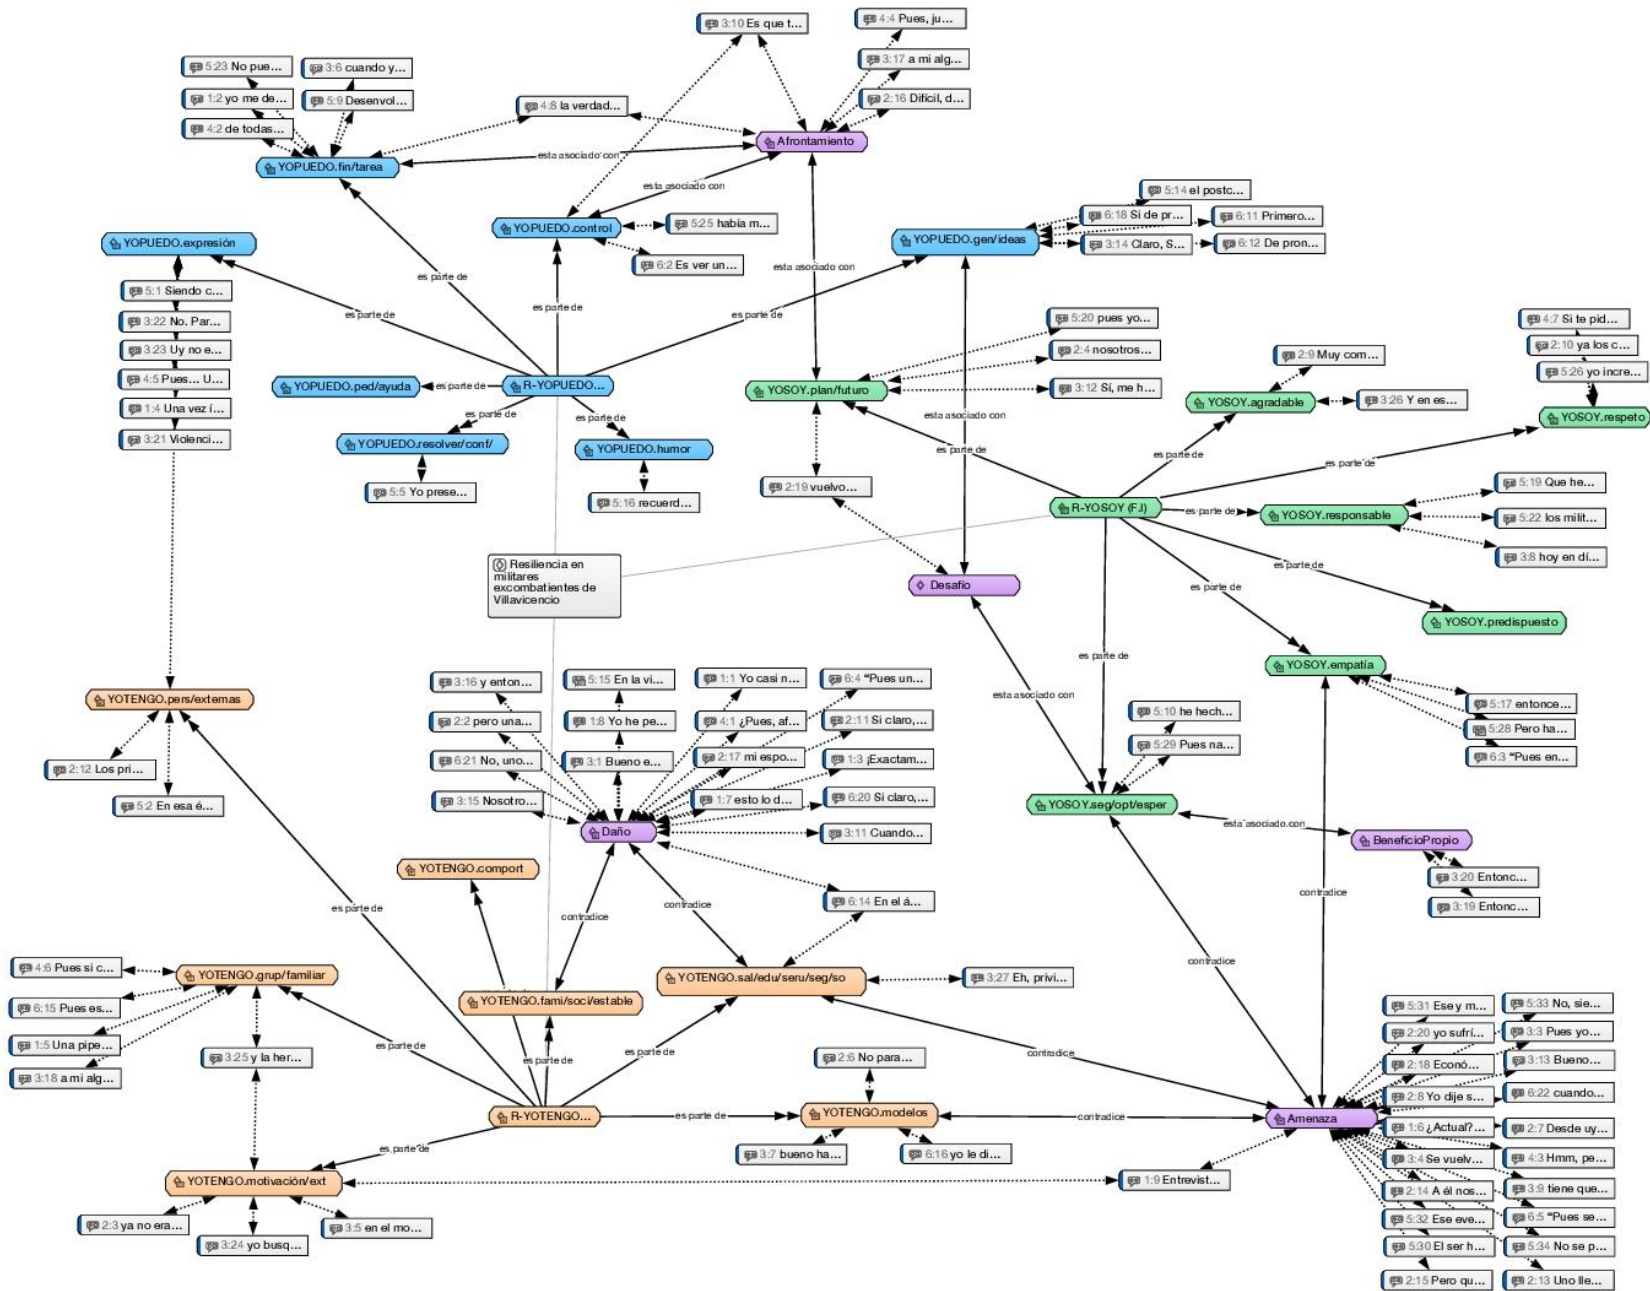 3:10 Es que t...
4:4 Pues, ju...
3:17 a mi alg...
2:16 Difícil, d...
5:23 No pue...
3:6 cuando y...
1:2 yo me de...
5:9 Desenvol...
4:2 de todas...
4:8 la verdad...
Afrontamiento
YOPUEDO.fin/tarea
esta asociado con
esta asociado con
5:14 el postc...
6:18 Si de pr...
6:11 Primero...
3:14 Claro, S...
6:12 De pron...
YOPUEDO.control
5:25 había m...
6:2 Es ver un...
YOPUEDO.gen/ideas
YOPUEDO.expresión
es parte de
esta asociado con
5:1 Siendo c...
3:22 No. Par...
3:23 Uy no e...
4:5 Pues... U...
1:4 Una vez í...
3:21 Violenci...
es parte de
es parte de
es parte de
5:20 pues yo...
2:4 nosotros...
3:12 Sí, me h...
4:7 Si te pid...
2:10 ya los c...
5:26 yo incre...
2:9 Muy com...
3:26 Y en es...
YOPUEDO.ped/ayuda
es parte de
R-YOPUEDO...
YOSOY.plan/futuro
YOSOY.agradable
YOSOY.respeto
es parte de
es parte de
esta asociado con
YOPUEDO.resolver/conf/
YOPUEDO.humor
es parte de
es parte de
es parte de
5:5 Yo prese...
5:16 recuerd...
2:19 vuelvo...
R-YOSOY (F.I)
es parte de
YOSOY.responsable
5:19 Que he...
5:22 los milit...
3:8 hoy en dí...
Resiliencia en
militares
excombatientes de
Villavicencio
Desafío
es parte de
es parte de
YOSOY.predispuesto
es parte de
YOSOY.empatía
YOTENGO.pers/externas
2:12 Los pri...
5:2 En esa é...
3:16 y enton...
5:15 En la vi...
1:1 Yo casi n...
6:4 “Pues un...
2:2 pero una...
1:8 Yo he pe...
4:1 ¿Pues, af...
2:11 Si claro,...
6:21 No, uno...
3:1 Bueno e...
2:17 mi espo...
1:3 ¡Exactam...
3:15 Nosotro...
1:7 esto lo d...
6:20 Si claro,...
Daño
3:11 Cuando...
esta asociado con
5:10 he hech...
5:29 Pues na...
5:17 entonce...
5:28 Pero ha...
6:3 “Pues en...
YOSOY.seg/opt/esper
esta asociado con
BeneficioPropio
3:20 Entonc...
3:19 Entonc...
YOTENGO.comport
es parte de
contradice
contradice
6:14 En el á...
contradice
contradice
4:6 Pues si c...
YOTENGO.grup/familiar
6:15 Pues es...
1:5 Una pipe...
3:18 a mi alg...
3:25 y la her...
YOTENGO.sal/edu/seru/seg/so
3:27 Eh, privi...
YOTENGO.fami/soci/estable
es parte de
es parte de
es parte de
contradice
2:6 No para...
R-YOTENGO...
es parte de
YOTENGO.modelos
contradice
Amenaza
3:7 bueno ha...
6:16 yo le di...
es parte de
YOTENGO.motivación/ext
1:9 Entrevist...
2:3 ya no era...
3:5 en el mo...
3:24 yo busq...
5:31 Ese y m...
5:33 No, sie...
2:20 yo sufrí...
3:3 Pues yo...
2:18 Econó...
3:13 Bueno...
2:8 Yo dije s...
6:22 cuando...
1:6 ¿Actual?...
2:7 Desde uy...
3:4 Se vuelv...
4:3 Hmm, pe...
2:14 A él nos...
3:9 tiene que...
5:32 Ese eve...
6:5 “Pues se...
5:30 El ser h...
5:34 No se p...
2:15 Pero qu...
2:13 Uno lle...